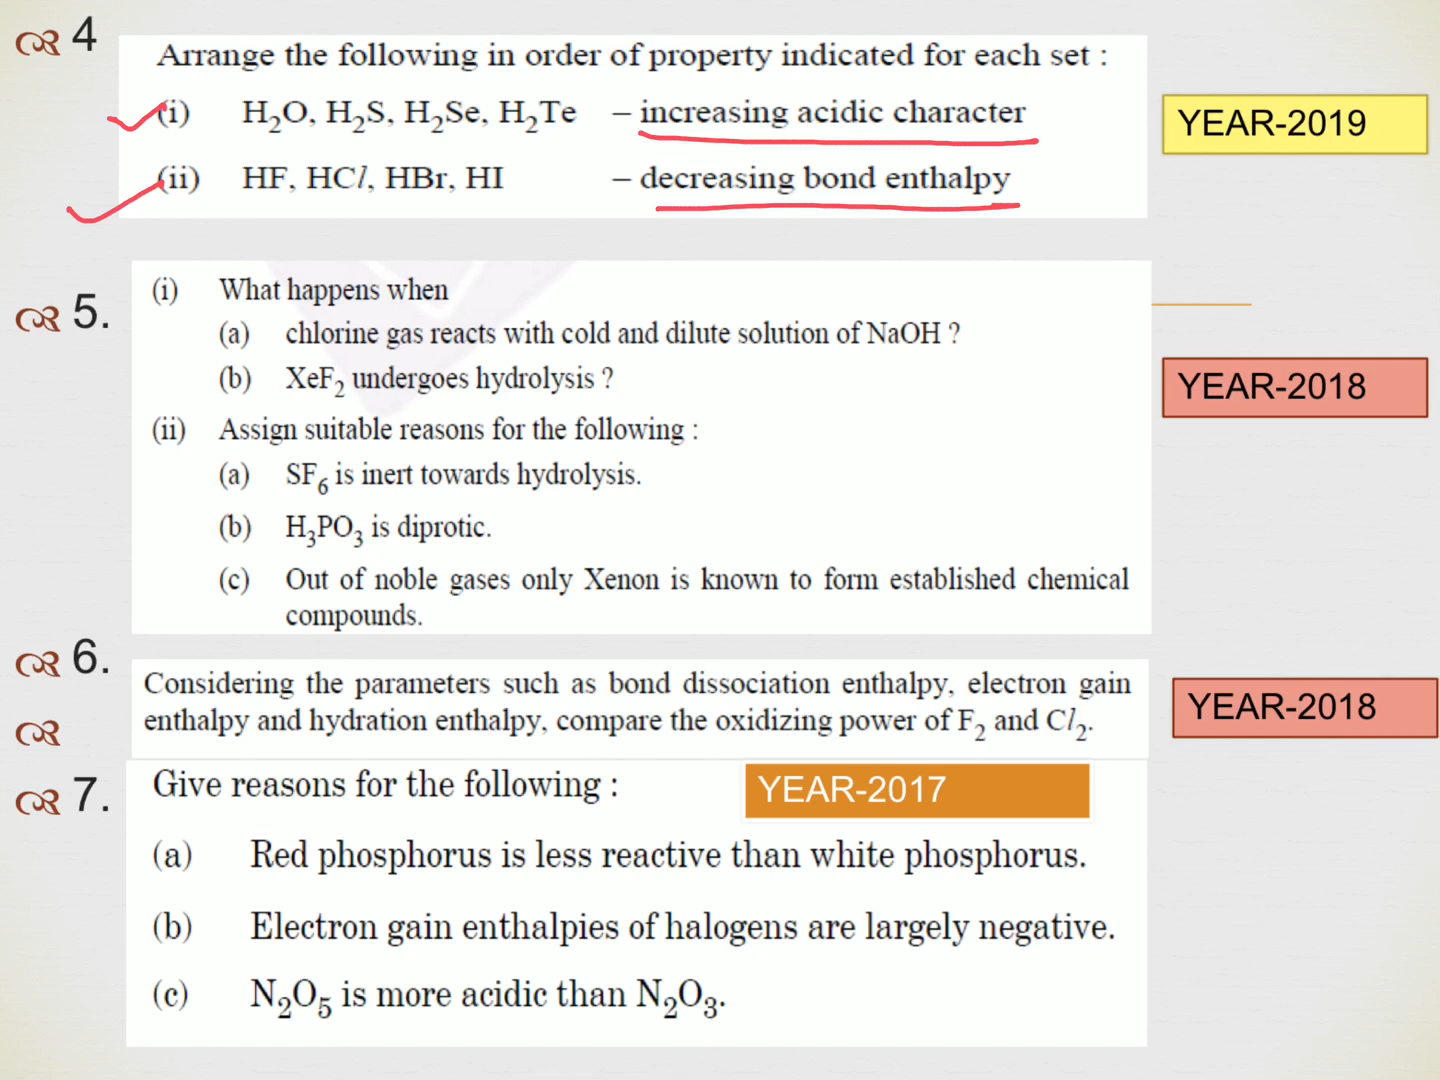 4
Arrange the following in order of property indicated for each set :
(i) H₂O, H₂S, H₂Se, H₂Te – increasing acidic character
YEAR-2019
(ii) HF, HCl, HBr, HI – decreasing bond enthalpy
5.
(i) What happens when
(a) chlorine gas reacts with cold and dilute solution of NaOH ?
(b) XeF₂ undergoes hydrolysis ?
YEAR-2018
(ii) Assign suitable reasons for the following :
(a) SF₆ is inert towards hydrolysis.
(b) H₃PO₃ is diprotic.
(c) Out of noble gases only Xenon is known to form established chemical
compounds.
6.
Considering the parameters such as bond dissociation enthalpy, electron gain
enthalpy and hydration enthalpy, compare the oxidizing power of F₂ and Cl₂.
YEAR-2018
7.
Give reasons for the following :
YEAR-2017
(a) Red phosphorus is less reactive than white phosphorus.
(b) Electron gain enthalpies of halogens are largely negative.
(c) N₂O₅ is more acidic than N₂O₃.